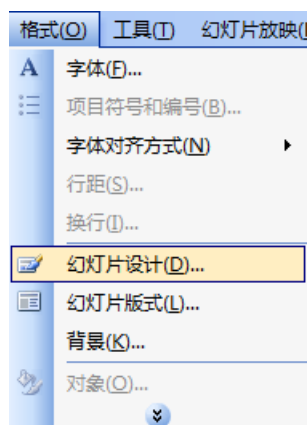 格式(O) 工具(T) 幻灯片放映(
字体(F)...
项目符号和编号(B)...
字体对齐方式(N)
行距(S)...
换行(I)...
幻灯片设计(D)...
幻灯片版式(L)...
背景(K)...
对象(O)...